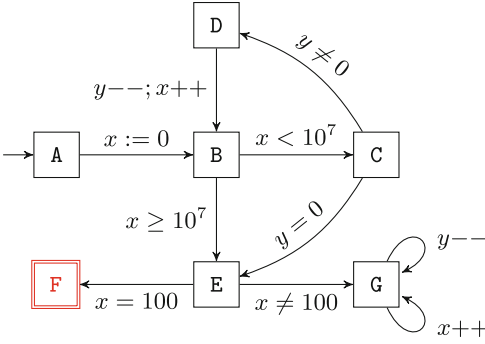 D
y ≠ 0
y−−; x++
A
x := 0
B
x < 10^7
C
x ≥ 10^7
y = 0
y−−
F
x = 100
E
x ≠ 100
G
x++